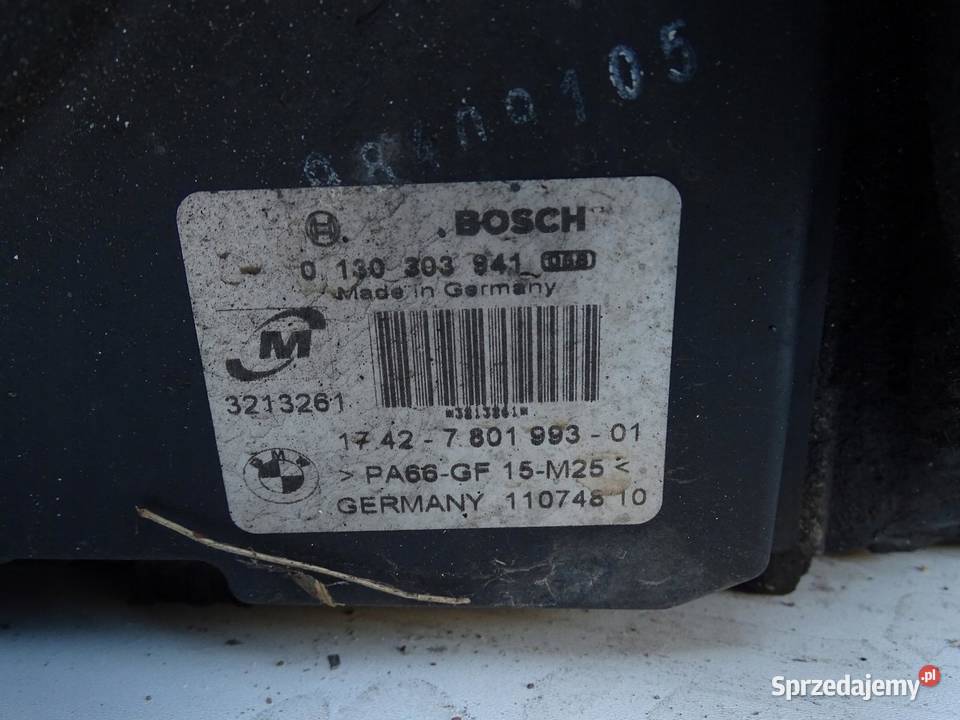 BOSCH
0 130 303 941
Made in Germany
M
3213261
*3213261*
17 42 - 7 801 993 - 01
> PA66-GF 15-M25 <
GERMANY 110748 10
Sprzedajemy.pl